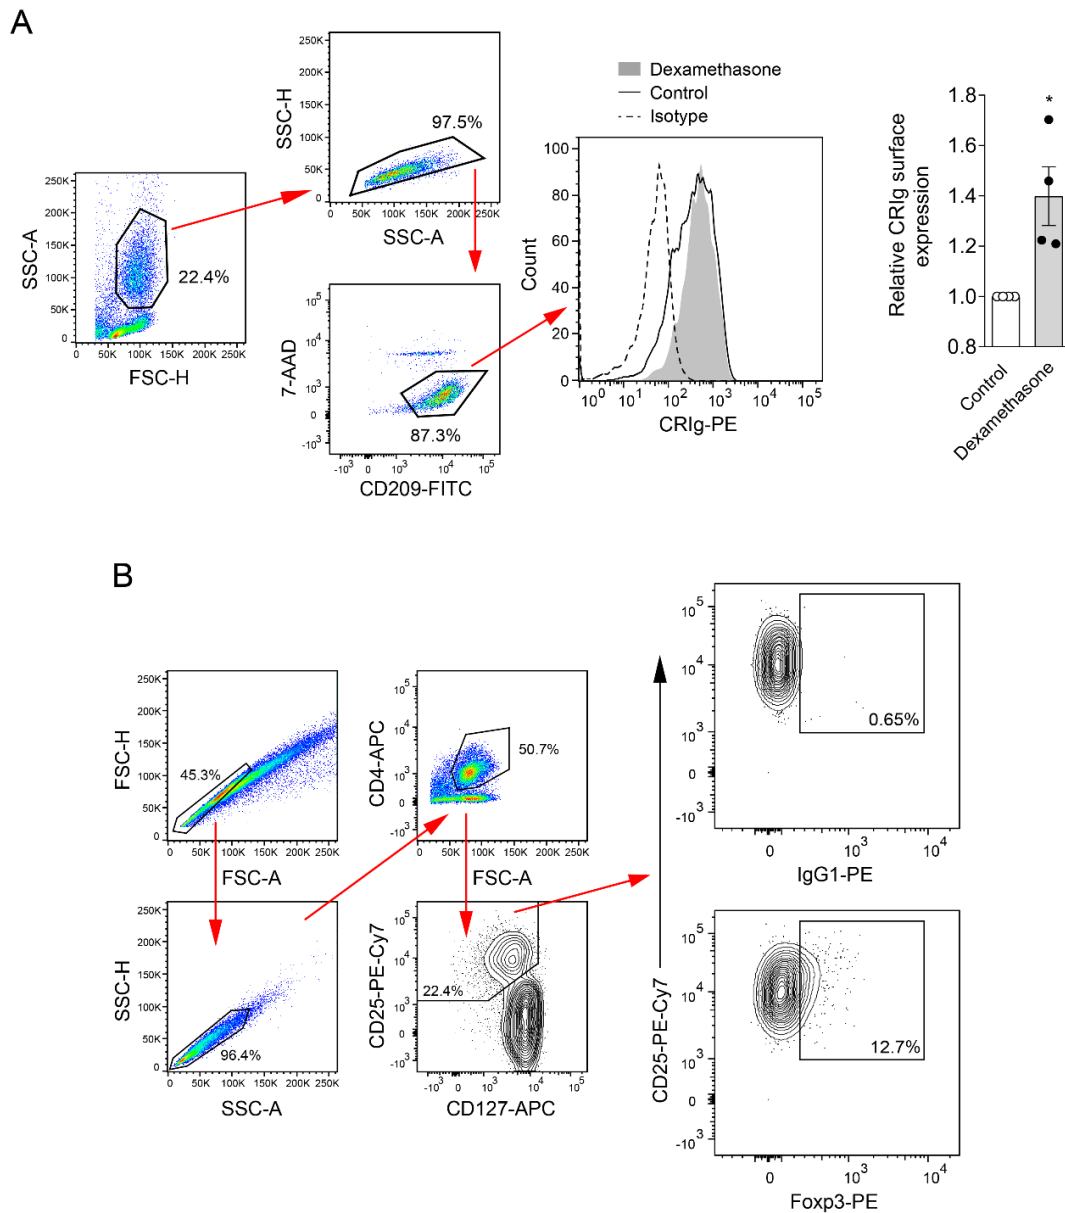 A
SSC-A
250K
200K
150K
100K
50K
0
22.4%
0 50K 100K 150K 200K 250K
FSC-H
SSC-H
250K
200K
150K
100K
50K
0
97.5%
0 50K 100K 150K 200K 240K
SSC-A
7-AAD
10^5
10^4
10^3
0
-10^3
87.3%
-10^3 0 10^3 10^4 10^5
CD209-FITC
Dexamethasone
Control
Isotype
Count
100
80
60
40
20
0
10^0 10^1 10^2 10^3 10^4 10^5
CRIg-PE
Relative CRIg surface
expression
1.8
1.6
1.4
1.2
1.0
0.8
*
Control
Dexamethasone
B
FSC-H
250K
200K
150K
100K
50K
0
45.3%
0 50K 100K 150K 200K 250K
FSC-A
CD4-APC
10^5
10^4
10^3
0
-10^3
50.7%
0 50K 100K 150K 200K 250K
FSC-A
SSC-H
250K
200K
150K
100K
50K
0
96.4%
0 50K 100K 150K 200K 250K
SSC-A
CD25-PE-Cy7
10^5
10^4
10^3
0
-10^3
22.4%
-10^3 0 10^3 10^4 10^5
CD127-APC
CD25-PE-Cy7
10^5
10^4
10^3
0
-10^3
0.65%
0 10^3 10^4
IgG1-PE
10^5
10^4
10^3
0
-10^3
12.7%
0 10^3 10^4
Foxp3-PE